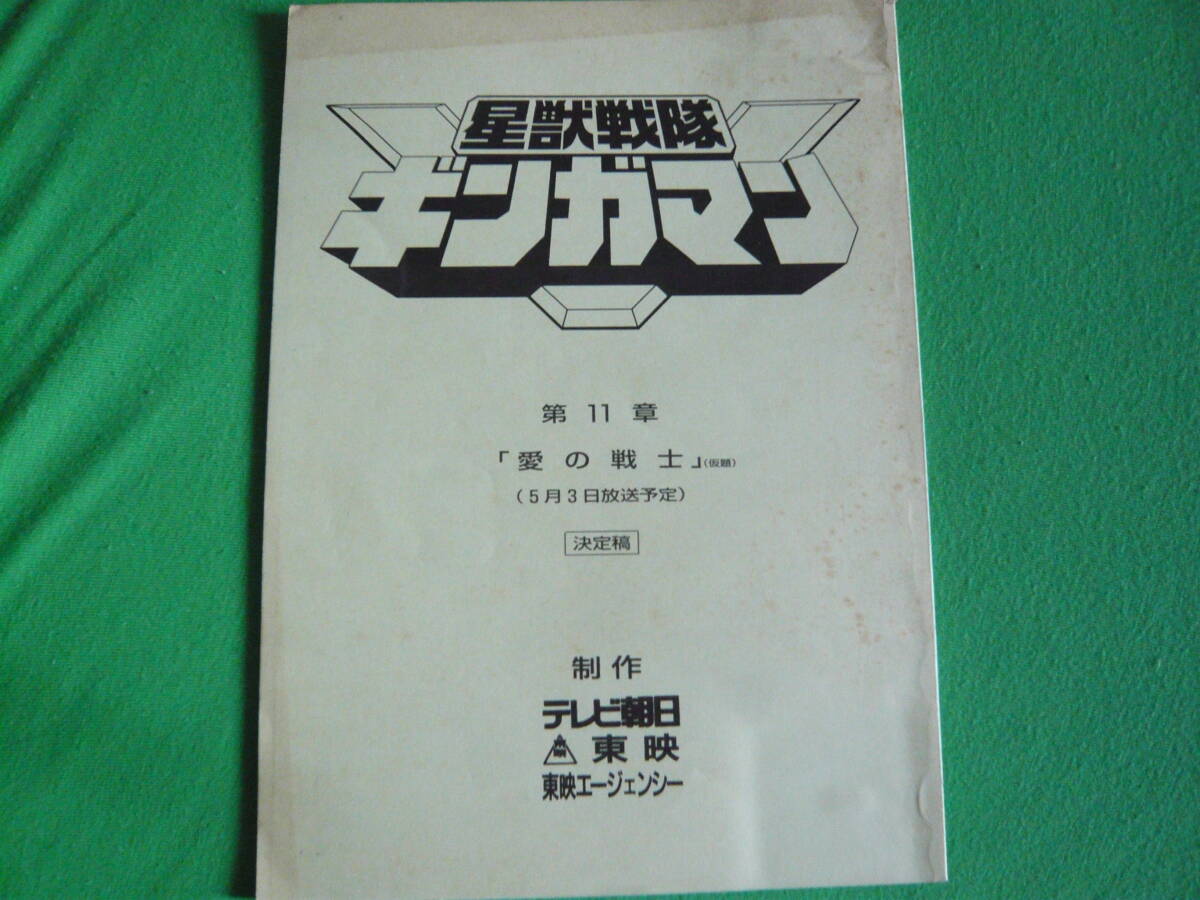 星獣戦隊
ギンガマン
第 11 章
「愛の戦士」(仮題)
(5月3日放送予定)
決定稿
制作
テレビ朝日
東映
東映エージェンシー